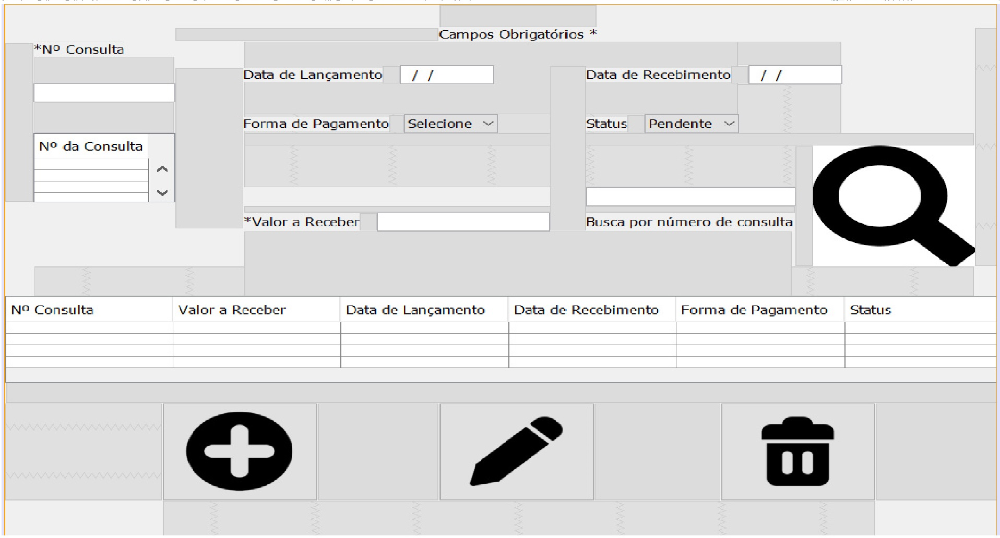 Campos Obrigatórios *
*Nº Consulta
Data de Lançamento / /
Data de Recebimento / /
Forma de Pagamento Selecione
Status Pendente
Nº da Consulta
*Valor a Receber
Busca por número de consulta
Nº Consulta Valor a Receber Data de Lançamento Data de Recebimento Forma de Pagamento Status